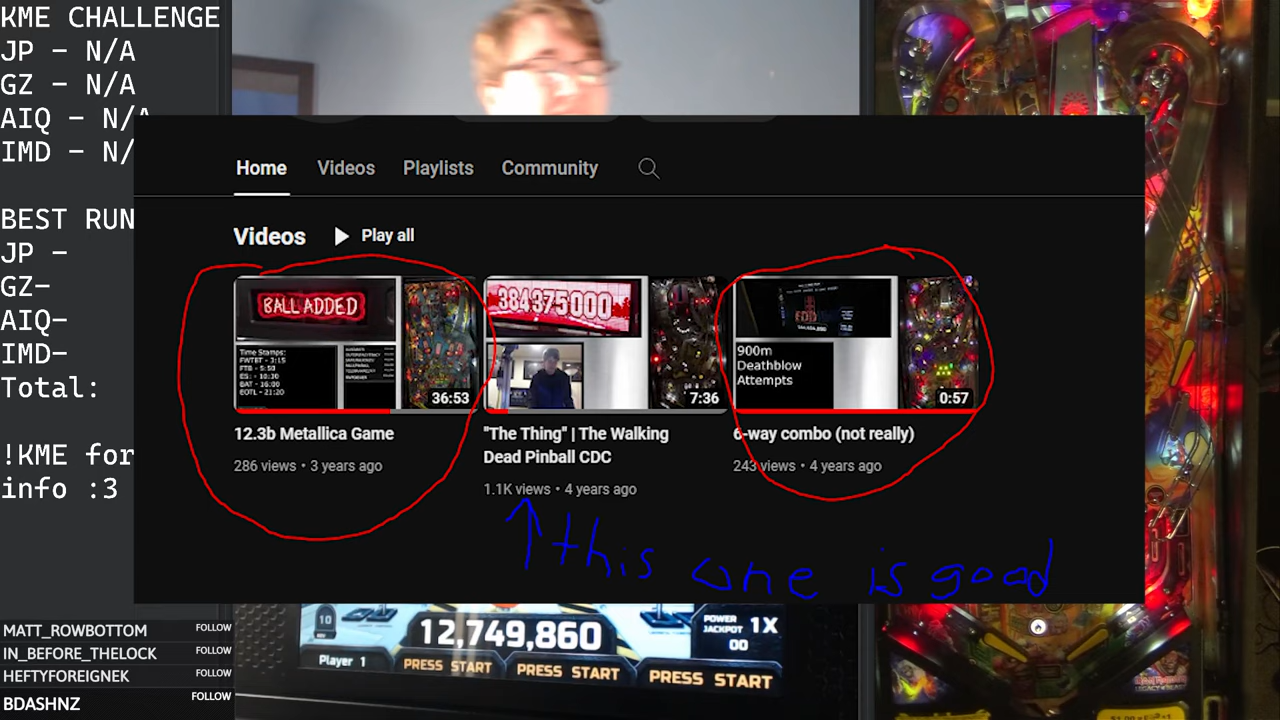 KME CHALLENGE
JP - N/A
GZ - N/A
AIQ - N/A
IMD - N/
BEST RUN
JP -
GZ-
AIQ-
IMD-
Total:
!KME for
info :3
Home Videos Playlists Community
Videos Play all
BALL ADDED
Time Stamps:
FWTBT - 3:15
FTB - 5:50
ES: - 10:30
BAT - 16:00
EOTL - 21:20
36:53
12.3b Metallica Game
286 views • 3 years ago
384375000
7:36
"The Thing" | The Walking
Dead Pinball CDC
1.1K views • 4 years ago
900m
Deathblow
Attempts
0:57
6-way combo (not really)
243 views • 4 years ago
this one is good
MATT_ROWBOTTOM FOLLOW
IN_BEFORE_THELOCK FOLLOW
HEFTYFOREIGNEK FOLLOW
BDASHNZ FOLLOW
10
Player 1
12,749,860
PRESS START PRESS START PRESS START
POWER
JACKPOT 1X
00